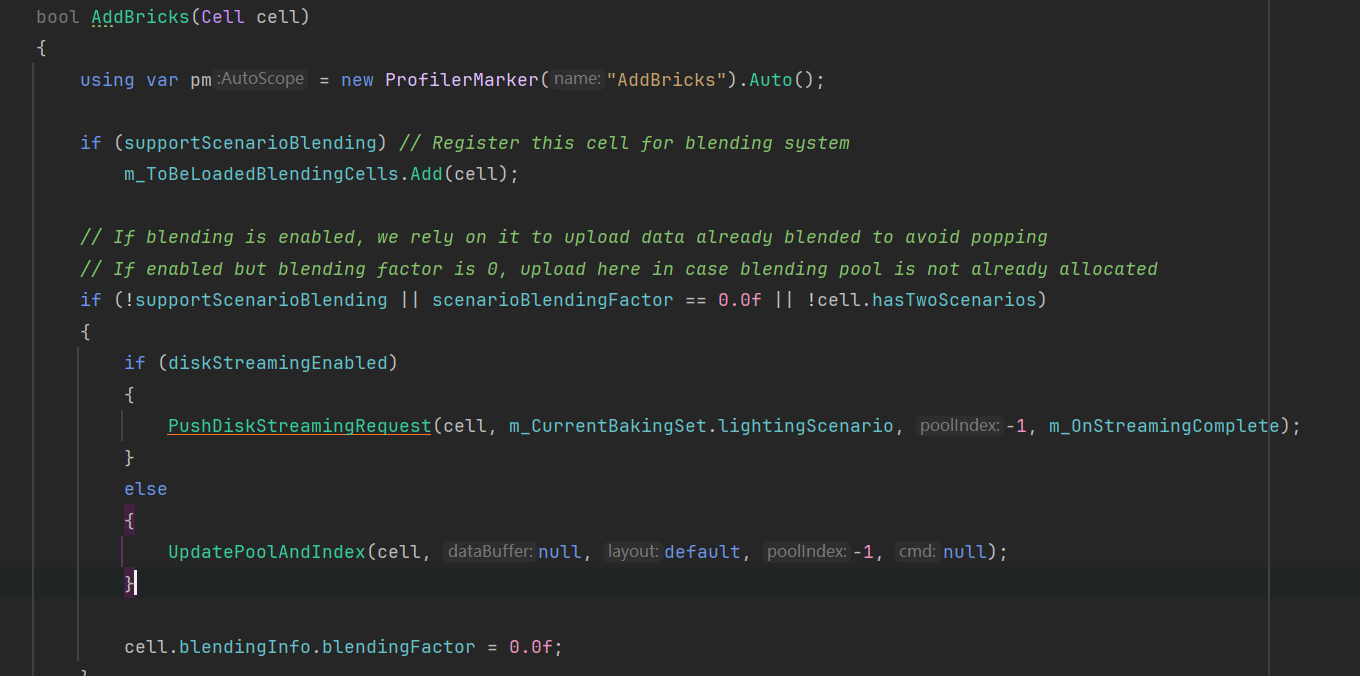 bool AddBricks(Cell cell)
{
using var pm :AutoScope = new ProfilerMarker( name: "AddBricks").Auto();
if (supportScenarioBlending) // Register this cell for blending system
m_ToBeLoadedBlendingCells.Add(cell);
// If blending is enabled, we rely on it to upload data already blended to avoid popping
// If enabled but blending factor is 0, upload here in case blending pool is not already allocated
if (!supportScenarioBlending || scenarioBlendingFactor == 0.0f || !cell.hasTwoScenarios)
{
if (diskStreamingEnabled)
{
PushDiskStreamingRequest(cell, m_CurrentBakingSet.lightingScenario, poolIndex: -1, m_OnStreamingComplete);
}
else
{
UpdatePoolAndIndex(cell, dataBuffer: null, layout: default, poolIndex: -1, cmd: null);
}
cell.blendingInfo.blendingFactor = 0.0f;
}